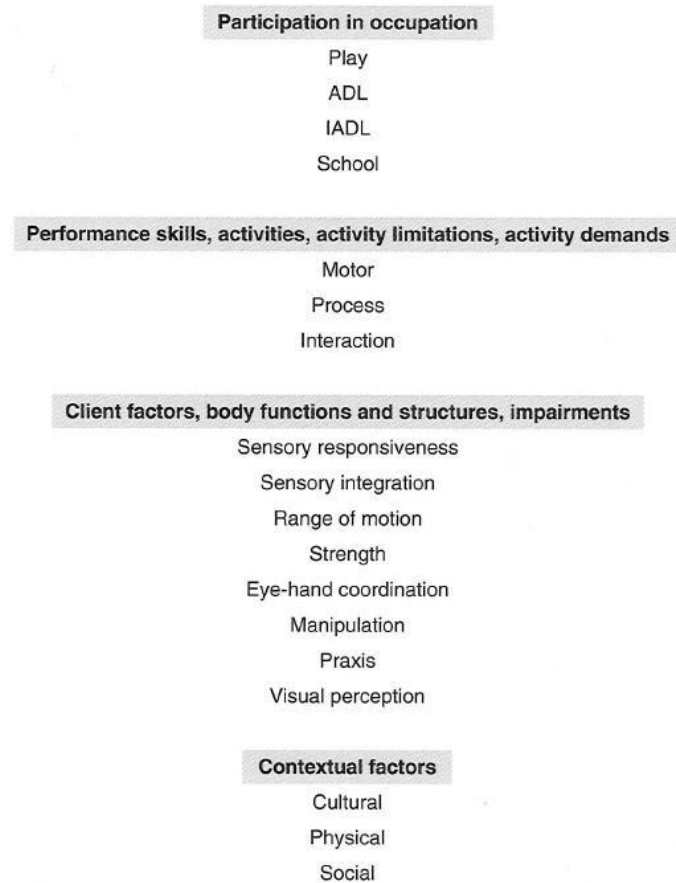 Participation in occupation
Play
ADL
IADL
School
Performance skills, activities, activity limitations, activity demands
Motor
Process
Interaction
Client factors, body functions and structures, impairments
Sensory responsiveness
Sensory integration
Range of motion
Strength
Eye-hand coordination
Manipulation
Praxis
Visual perception
Contextual factors
Cultural
Physical
Social